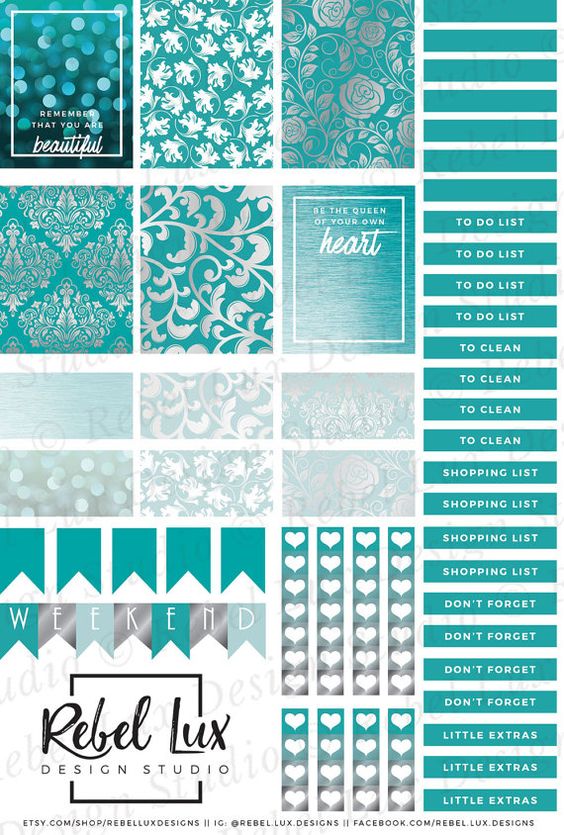 REMEMBER
THAT YOU ARE
beautiful
BE THE QUEEN
OF YOUR OWN
heart
TO DO LIST
TO DO LIST
TO DO LIST
TO DO LIST
TO CLEAN
TO CLEAN
TO CLEAN
TO CLEAN
SHOPPING LIST
SHOPPING LIST
SHOPPING LIST
SHOPPING LIST
DON'T FORGET
DON'T FORGET
DON'T FORGET
DON'T FORGET
LITTLE EXTRAS
LITTLE EXTRAS
LITTLE EXTRAS
WEEKEND
Rebel Lux
DESIGN STUDIO
ETSY.COM/SHOP/REBELLUXDESIGNS || IG: @REBEL.LUX.DESIGNS || FACEBOOK.COM/REBEL.LUX.DESIGNS